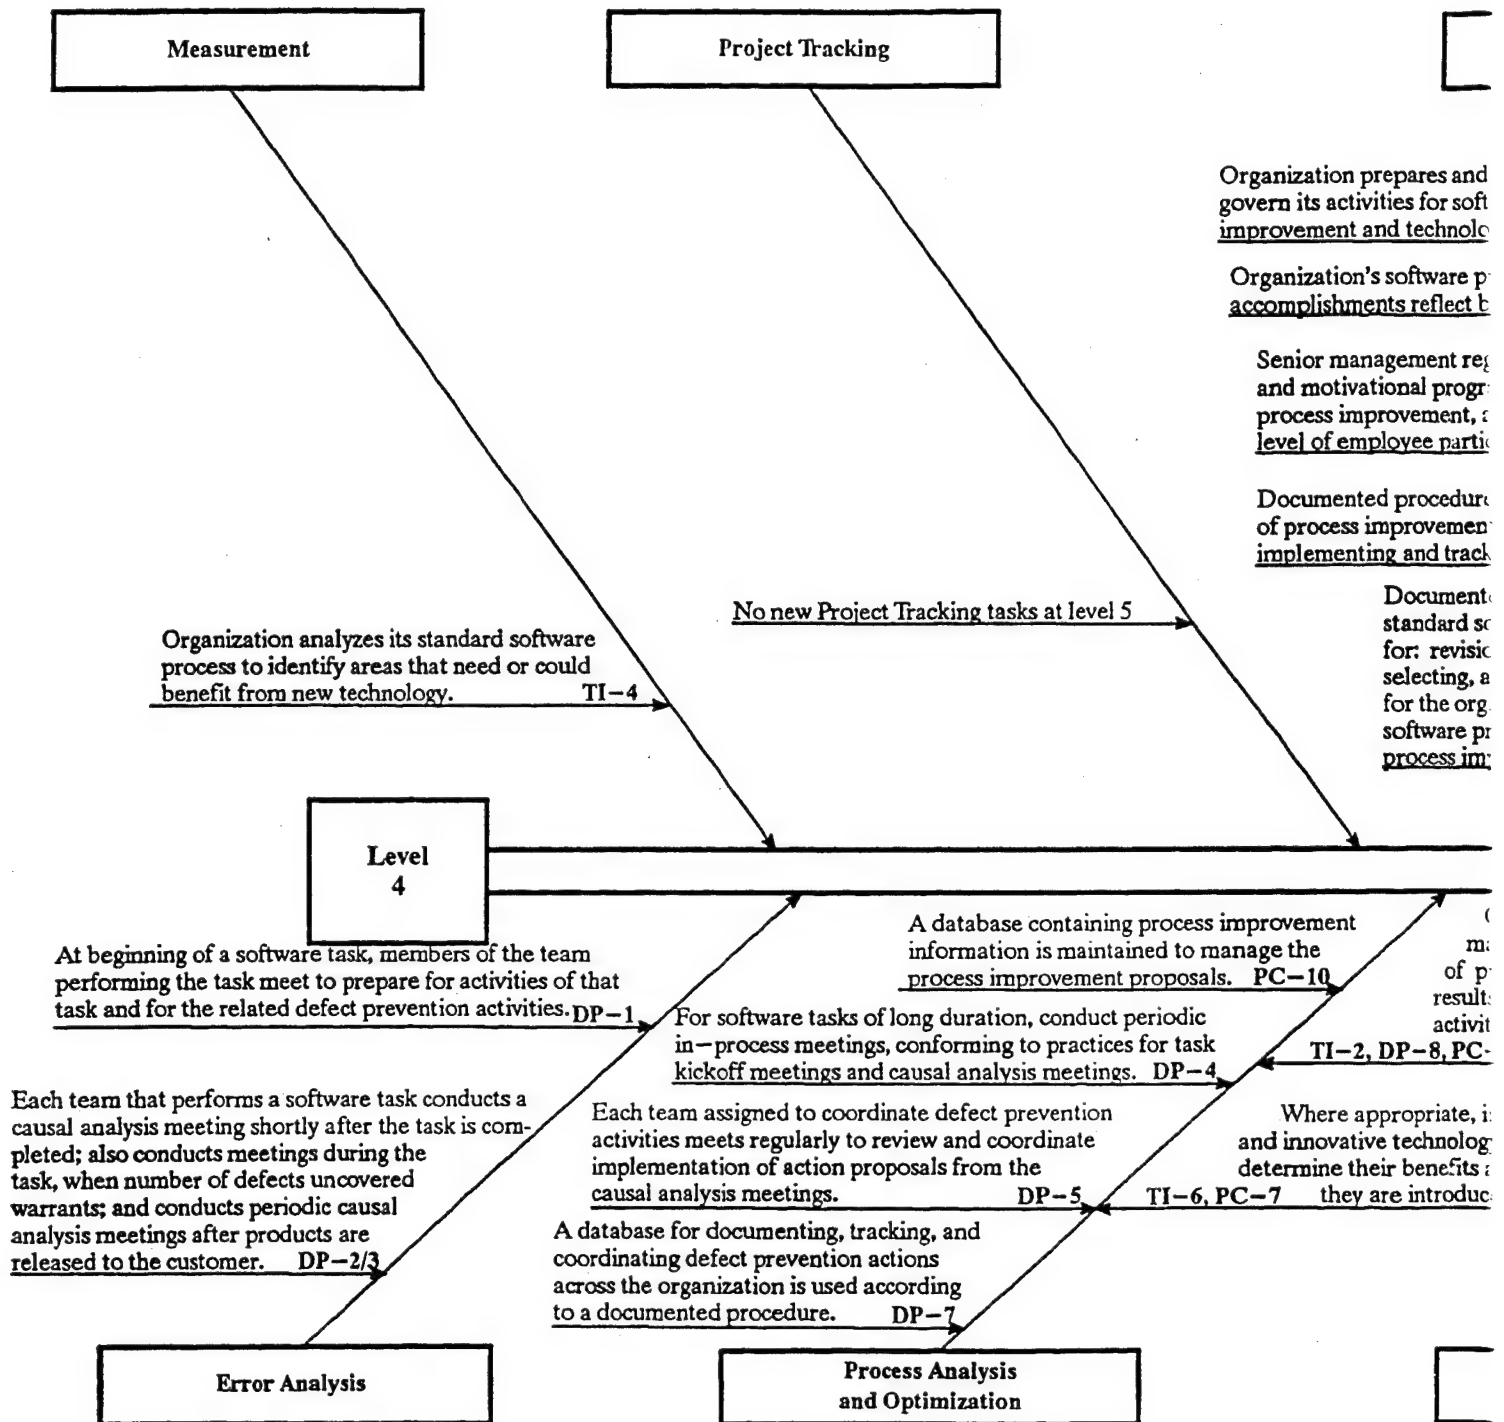 Measurement
Project Tracking
Organization prepares and
govern its activities for soft
improvement and technolo
Organization's software p
accomplishments reflect b
Senior management reg
and motivational progr
process improvement, a
level of employee partic
Documented procedure
of process improvemen
implementing and track
Documente
standard so
for: revisio
selecting, a
for the org
software pr
process im
No new Project Tracking tasks at level 5
Organization analyzes its standard software
process to identify areas that need or could
benefit from new technology. TI-4
Level
4
At beginning of a software task, members of the team
performing the task meet to prepare for activities of that
task and for the related defect prevention activities. DP-1
Each team that performs a software task conducts a
causal analysis meeting shortly after the task is com-
pleted; also conducts meetings during the
task, when number of defects uncovered
warrants; and conducts periodic causal
analysis meetings after products are
released to the customer. DP-2/3
A database containing process improvement
information is maintained to manage the
process improvement proposals. PC-10
For software tasks of long duration, conduct periodic
in-process meetings, conforming to practices for task
kickoff meetings and causal analysis meetings. DP-4
Each team assigned to coordinate defect prevention
activities meets regularly to review and coordinate
implementation of action proposals from the
causal analysis meetings. DP-5
A database for documenting, tracking, and
coordinating defect prevention actions
across the organization is used according
to a documented procedure. DP-7
ma
of p
results
activit
TI-2, DP-8, PC-
Where appropriate, i
and innovative technology
determine their benefits a
TI-6, PC-7 they are introduc
Error Analysis
Process Analysis
and Optimization